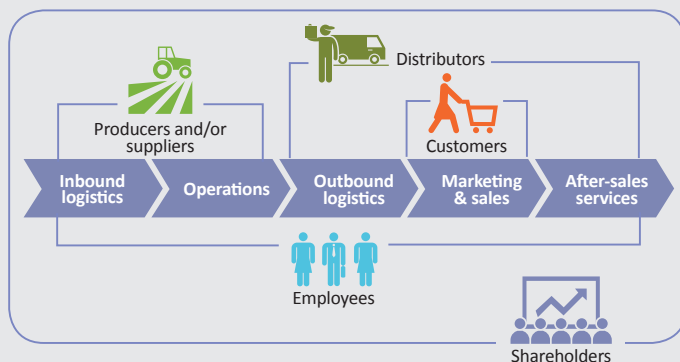 Distributors
Producers and/or
suppliers
Customers
Inbound
logistics
Operations
Outbound
logistics
Marketing
& sales
After-sales
services
Employees
Shareholders